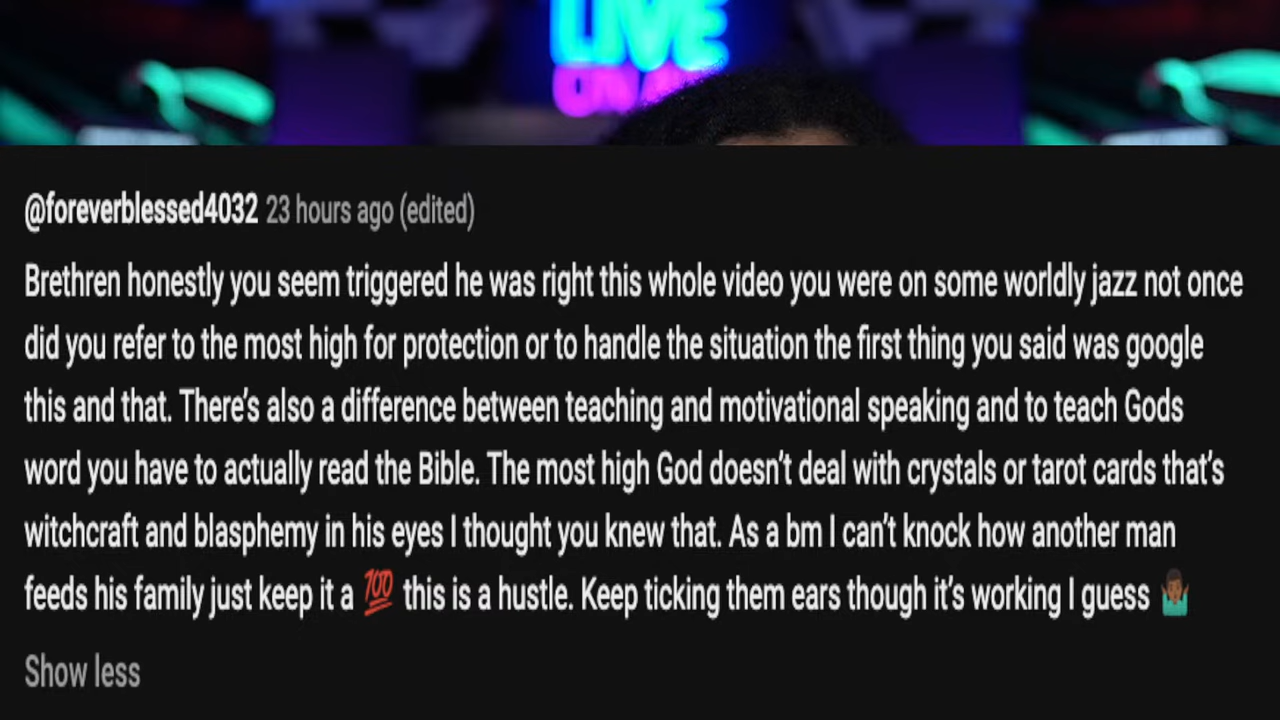 LIVE
ON A
@foreverblessed4032 23 hours ago (edited)
Brethren honestly you seem triggered he was right this whole video you were on some worldly jazz not once
did you refer to the most high for protection or to handle the situation the first thing you said was google
this and that. There's also a difference between teaching and motivational speaking and to teach Gods
word you have to actually read the Bible. The most high God doesn't deal with crystals or tarot cards that's
witchcraft and blasphemy in his eyes I thought you knew that. As a bm I can't knock how another man
feeds his family just keep it a 💯 this is a hustle. Keep ticking them ears though it's working I guess 🤷🏾‍♂️
Show less